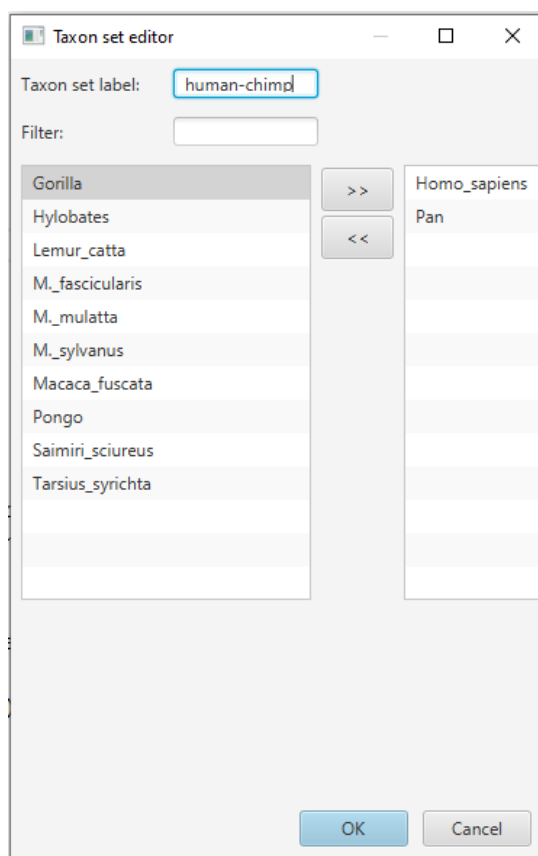 Taxon set editor
Taxon set label: human-chimp
Filter:
Gorilla
Hylobates
Lemur_catta
M._fascicularis
M._mulatta
M._sylvanus
Macaca_fuscata
Pongo
Saimiri_sciureus
Tarsius_syrichta
>>
<<
Homo_sapiens
Pan
OK
Cancel